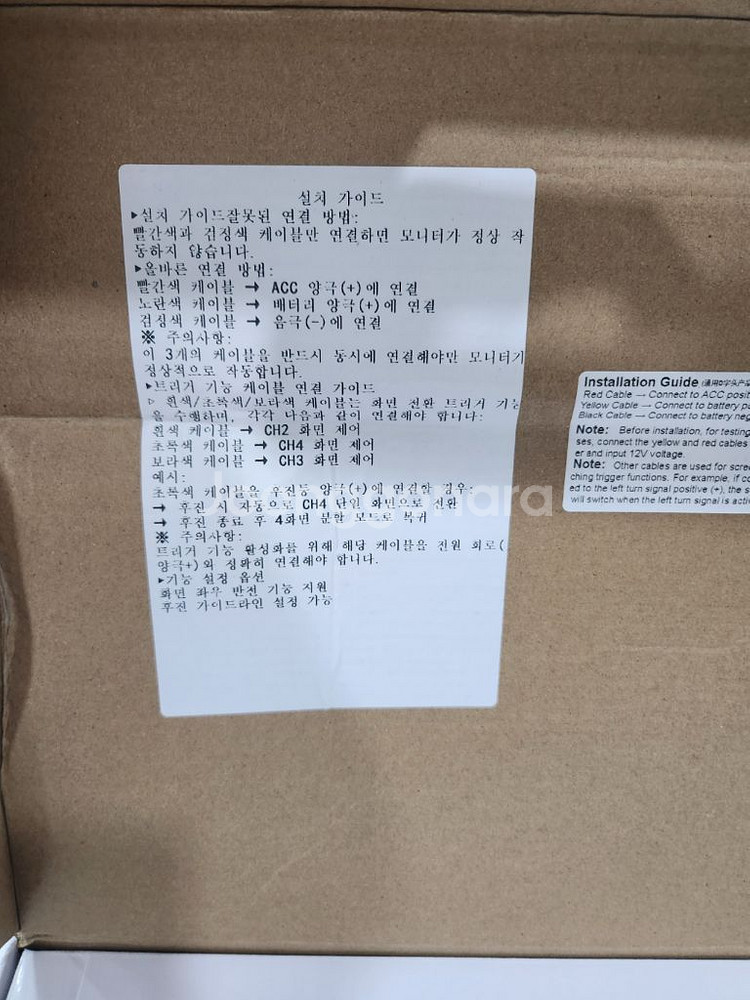 설치 가이드
▶설치 가이드잘못된 연결 방법:
빨간색과 검정색 케이블만 연결하면 모니터가 정상 작
동하지 않습니다.
▶올바른 연결 방법:
빨간색 케이블 → ACC 양극(+)에 연결
노란색 케이블 → 배터리 양극(+)에 연결
검정색 케이블 → 음극(-)에 연결
※ 주의사항:
이 3개의 케이블을 반드시 동시에 연결해야만 모니터가
정상적으로 작동합니다.
▶트리거 기능 케이블 연결 가이드
▷ 흰색/초록색/보라색 케이블는 화면 전환 트리거 기능
을 수행하며, 각각 다음과 같이 연결해야 합니다:
흰색 케이블 → CH2 화면 제어
초록색 케이블 → CH4 화면 제어
보라색 케이블 → CH3 화면 제어
예시:
초록색 케이블을 후진등 양극(+)에 연결한 경우:
→ 후진 시 자동으로 CH4 단일 화면으로 전환
→ 후진 종료 후 4화면 분할 모드로 복귀
※ 주의사항:
트리거 기능 활성화를 위해 해당 케이블을 전원 회로(
양극+)와 정확히 연결해야 합니다.
▶기능 설정 옵션
화면 좌우 반전 기능 지원
후진 가이드라인 설정 가능
Installation Guide
Red Cable → Connect to ACC posit
Yellow Cable → Connect to battery po
Black Cable → Connect to battery neg
Note: Before installation, for testing
ses, connect the yellow and red cables
er and input 12V voltage.
Note: Other cables are used for scre
ching trigger functions. For example, if co
ed to the left turn signal positive (+), the s
will switch when the left turn signal is activ
Joonggonara